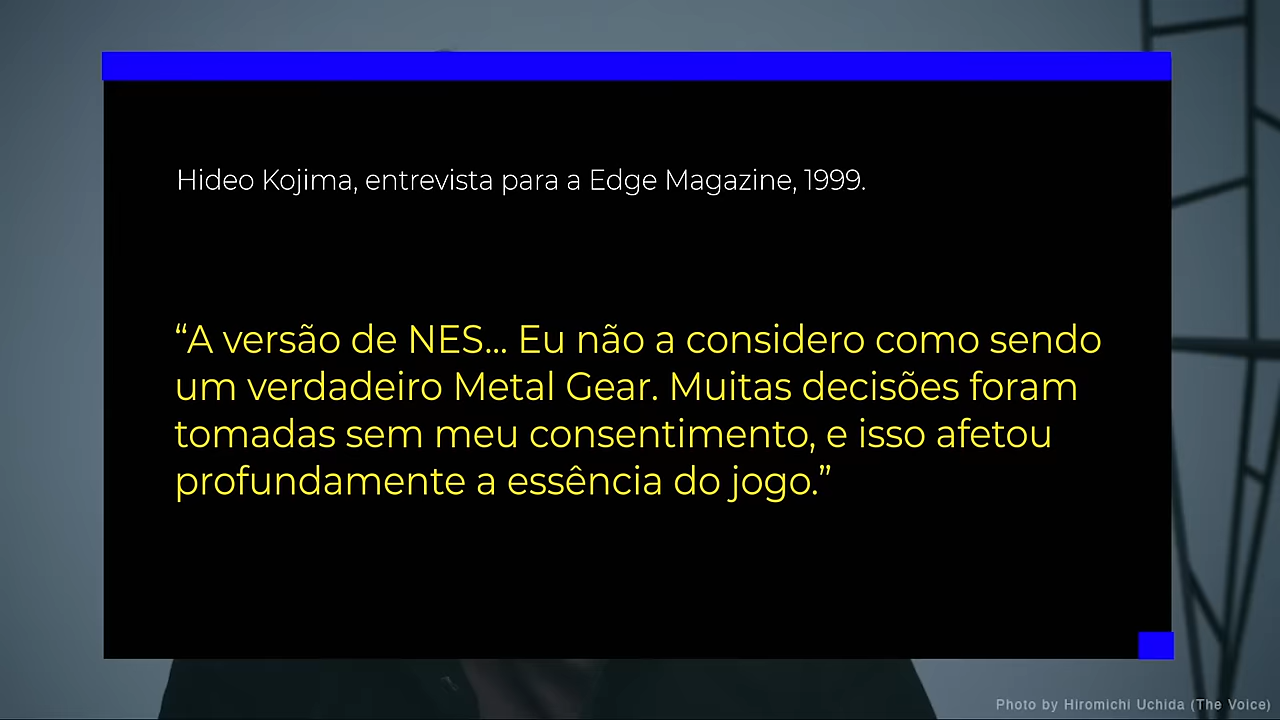 Hideo Kojima, entrevista para a Edge Magazine, 1999.
“A versão de NES... Eu não a considero como sendo
um verdadeiro Metal Gear. Muitas decisões foram
tomadas sem meu consentimento, e isso afetou
profundamente a essência do jogo.”
Photo by Hiromichi Uchida (The Voice)